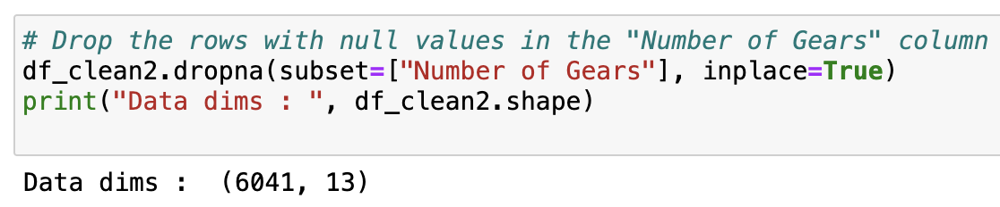 # Drop the rows with null values in the "Number of Gears" column
df_clean2.dropna(subset=["Number of Gears"], inplace=True)
print("Data dims : ", df_clean2.shape)
Data dims :  (6041, 13)